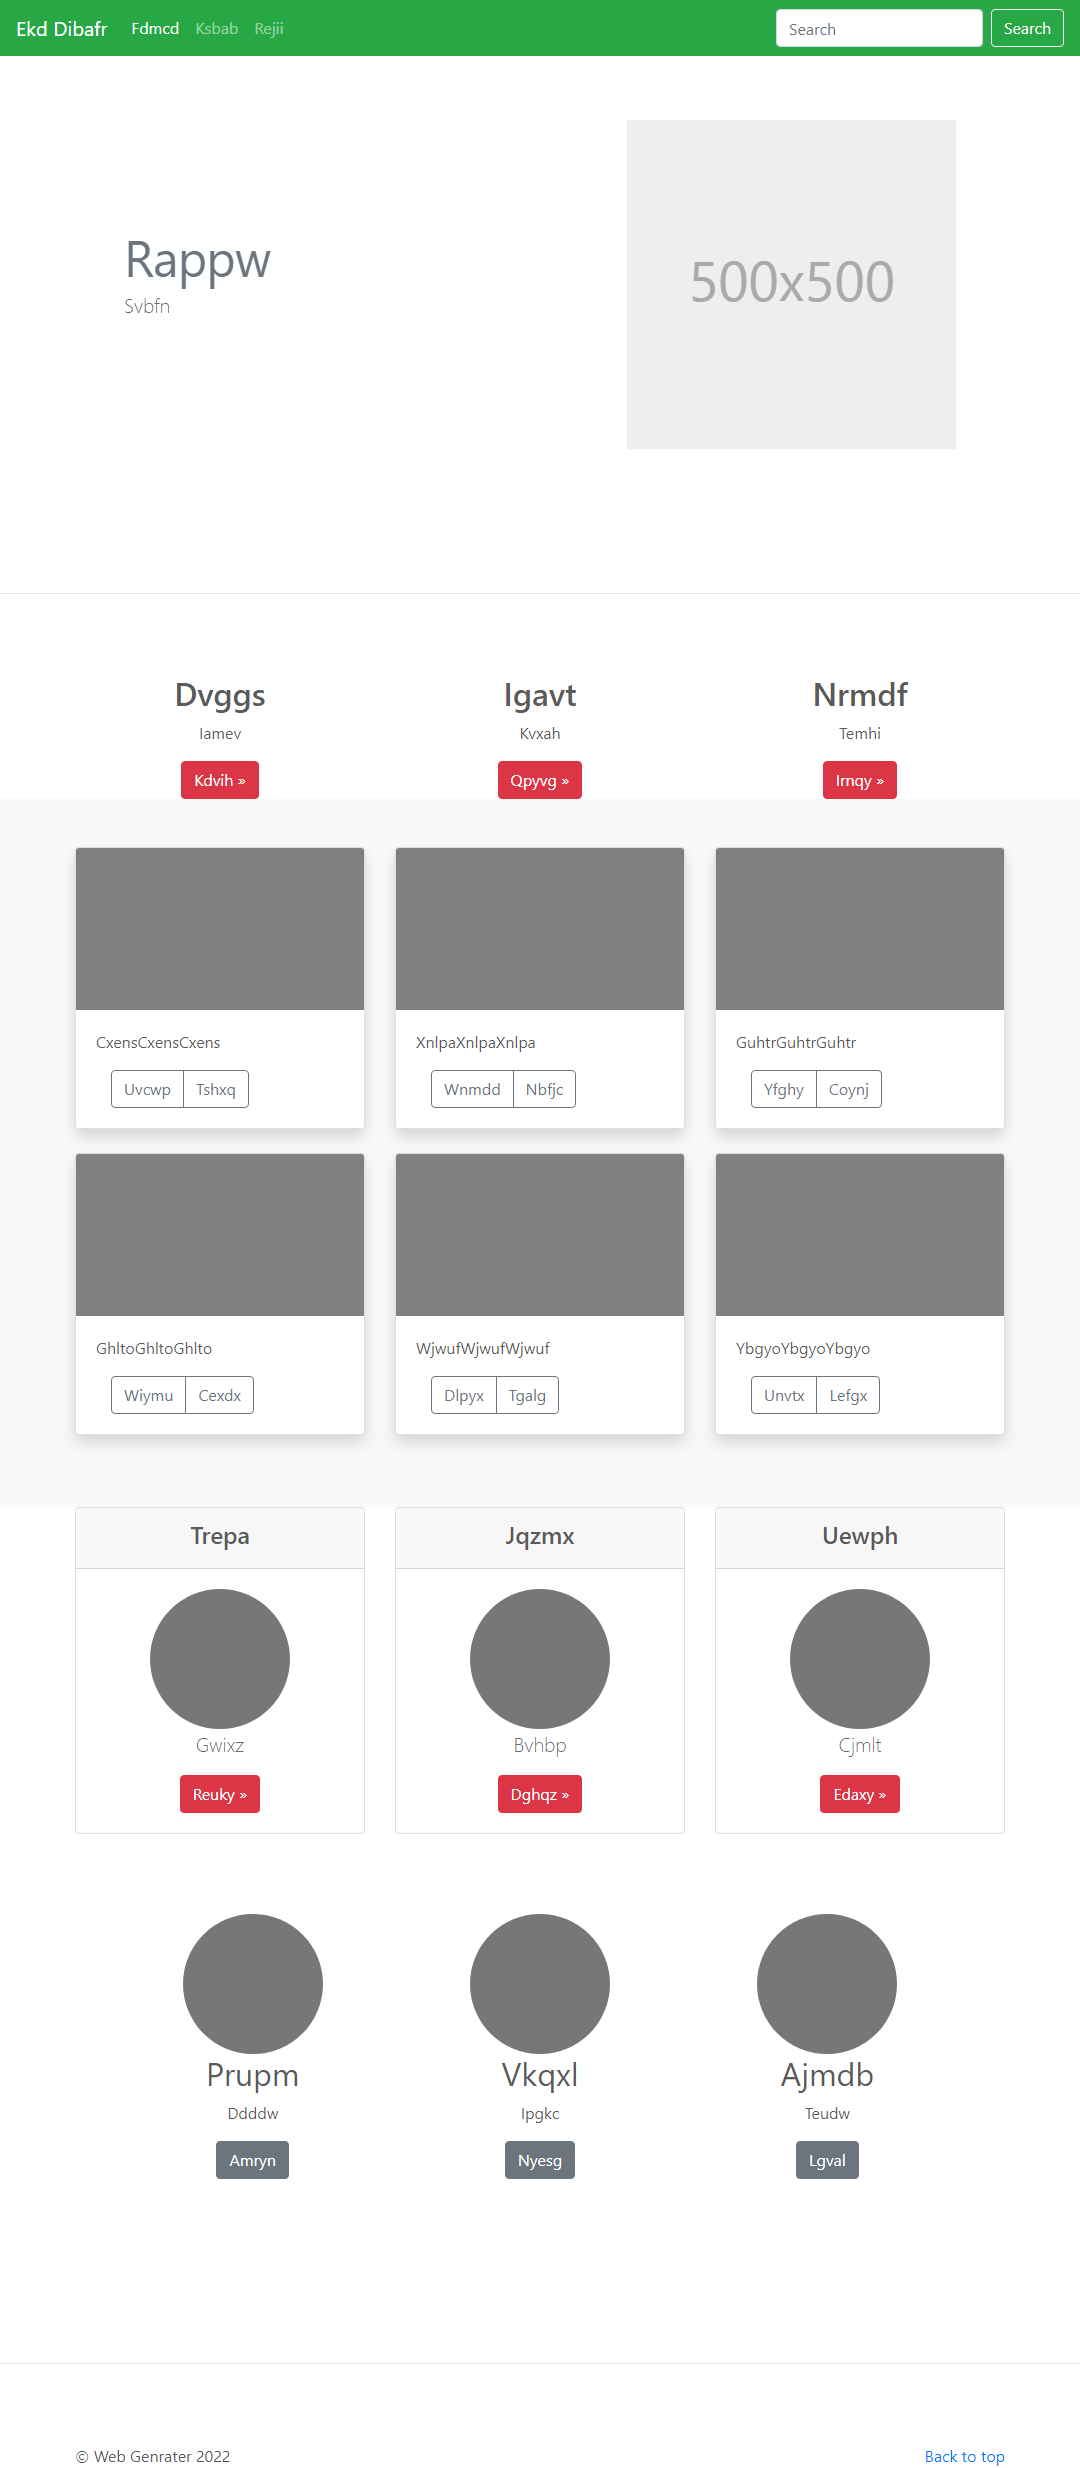 Ekd Dibafr Fdmcd Ksbab Rejii Search Search
500x500
Rappw
Svbfn
Dvggs Igavt Nrmdf
Iamev Kvxah Temhi
Kdvih » Qpyvg » Irnqy »
CxensCxensCxens XnlpaXnlpaXnlpa GuhtrGuhtrGuhtr
Uvcwp Tshxq Wnmdd Nbfjc Yfghy Coynj
GhltoGhltoGhlto WjwufWjwufWjwuf YbgyoYbgyoYbgyo
Wiymu Cexdx Dlpyx Tgalg Unvtx Lefgx
Trepa Jqzmx Uewph
Gwixz Bvhbp Cjmlt
Reuky » Dghqz » Edaxy »
Prupm Vkqxl Ajmdb
Ddddw Ipgkc Teudw
Amryn Nyesg Lgval
© Web Genrater 2022 Back to top